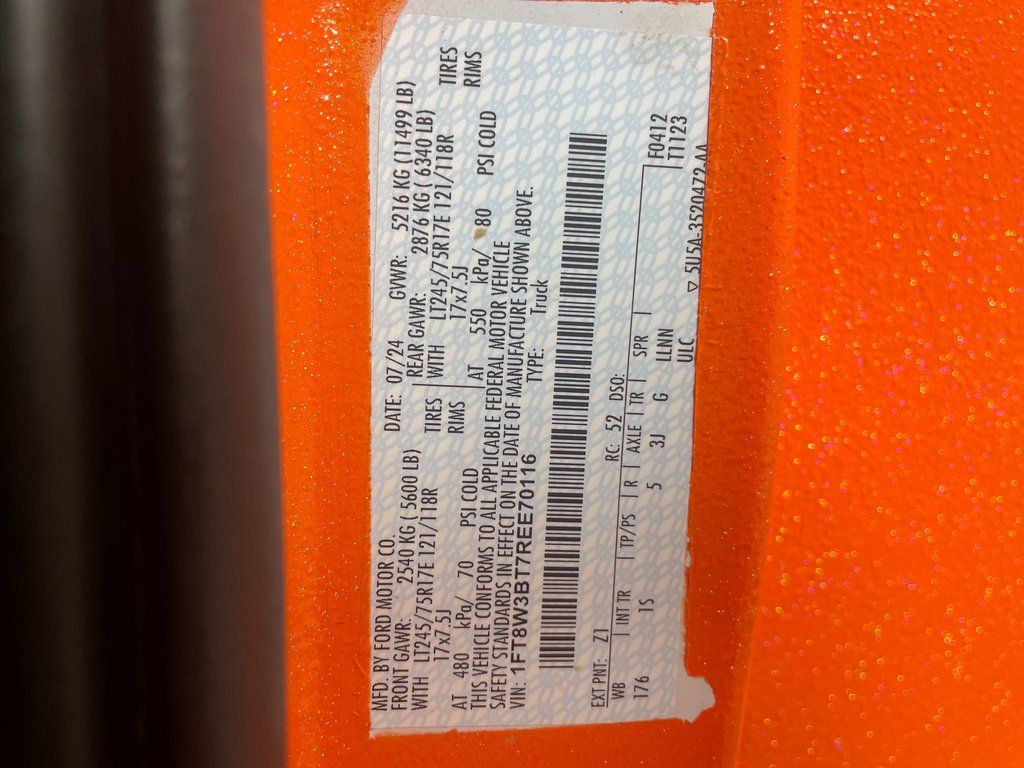 MFD. BY FORD MOTOR CO.
DATE: 07/24 GVWR: 5216 KG (11499 LB)
FRONT GAWR: 2540 KG ( 5600 LB) REAR GAWR: 2876 KG ( 6340 LB)
WITH LT245/75R17E 121/118R TIRES WITH LT245/75R17E 121/118R TIRES
17x7.5J RIMS 17x7.5J RIMS
AT 480 kPa/ 70 PSI COLD AT 550 kPa/ 80 PSI COLD
THIS VEHICLE CONFORMS TO ALL APPLICABLE FEDERAL MOTOR VEHICLE
SAFETY STANDARDS IN EFFECT ON THE DATE OF MANUFACTURE SHOWN ABOVE.
VIN: 1FT8W3BT7REE70116 TYPE: Truck
EXT PNT: Z1 RC: 52 DSO:
WB | INT TR | TP/PS | R | AXLE | TR | SPR | F0412
176 1S 5 3J G LLNN T1123
ULC ▽ 5U5A-3520472-AA